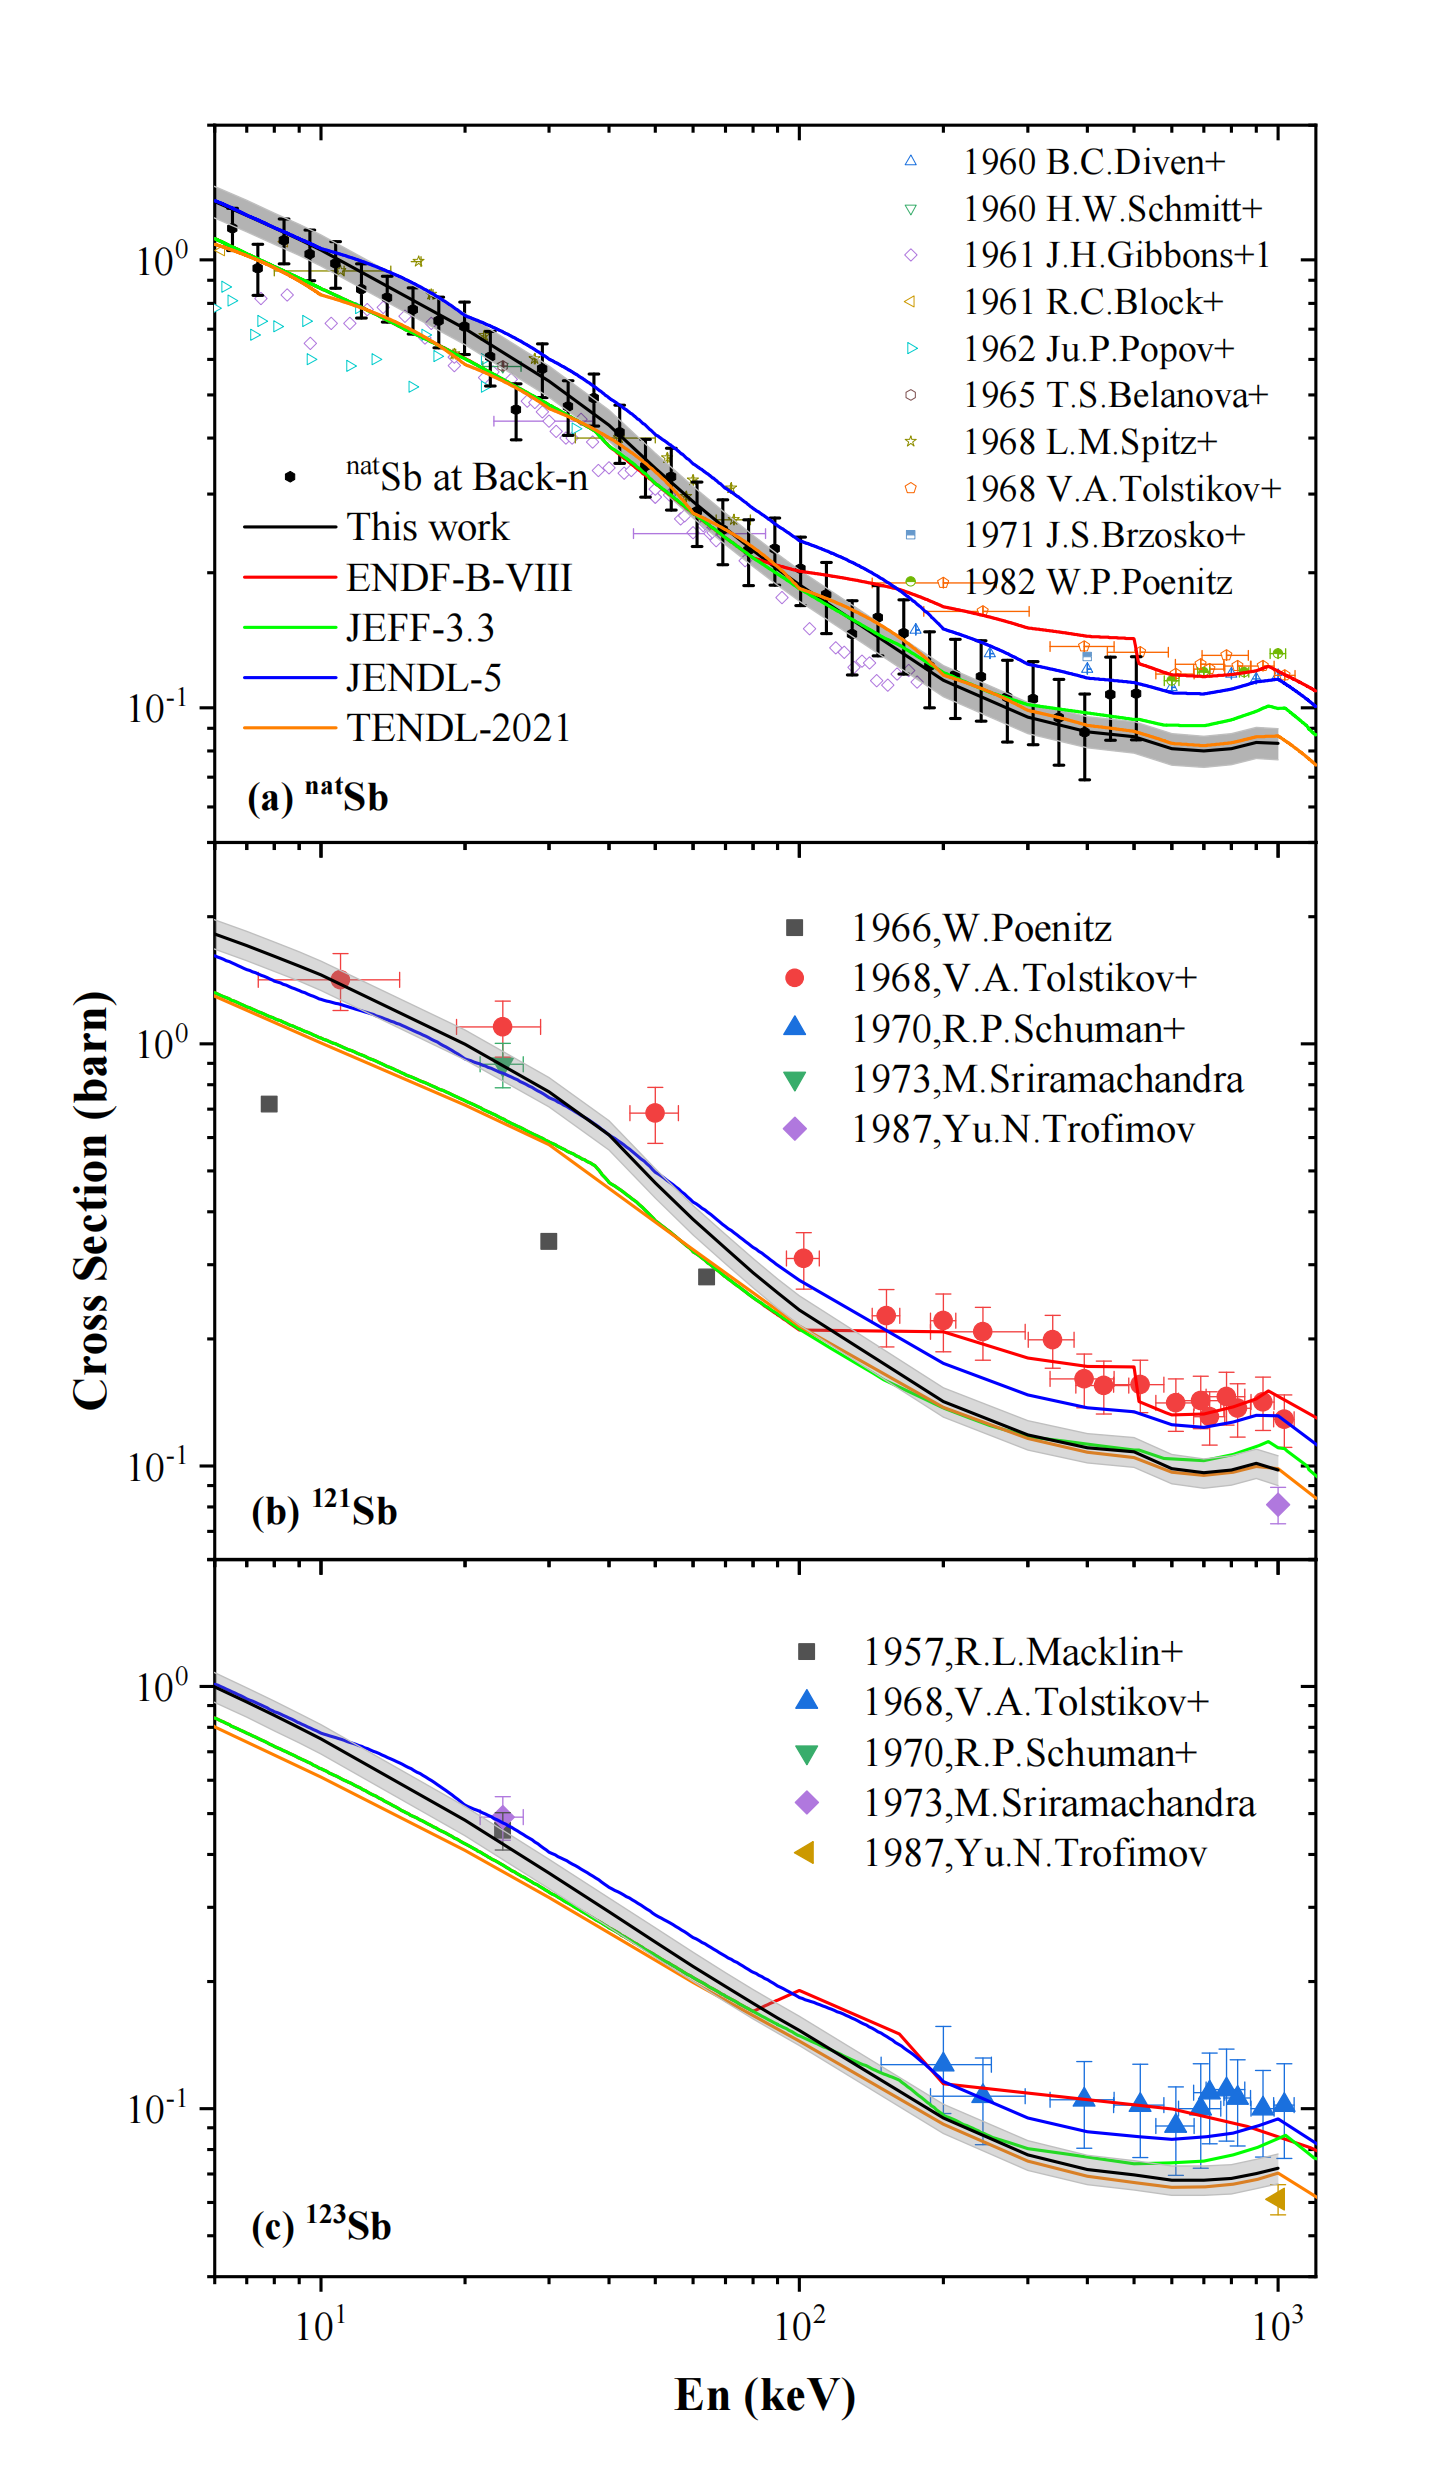 1960 B.C.Diven+
1960 H.W.Schmitt+
1961 J.H.Gibbons+1
1961 R.C.Block+
1962 Ju.P.Popov+
1965 T.S.Belanova+
1968 L.M.Spitz+
1968 V.A.Tolstikov+
1971 J.S.Brzosko+
1982 W.P.Poenitz
natSb at Back-n
This work
ENDF-B-VIII
JEFF-3.3
JENDL-5
TENDL-2021
(a) natSb
10^0
10^-1
1966,W.Poenitz
1968,V.A.Tolstikov+
1970,R.P.Schuman+
1973,M.Sriramachandra
1987,Yu.N.Trofimov
(b) 121Sb
10^0
10^-1
Cross Section (barn)
1957,R.L.Macklin+
1968,V.A.Tolstikov+
1970,R.P.Schuman+
1973,M.Sriramachandra
1987,Yu.N.Trofimov
(c) 123Sb
10^0
10^-1
10^1 10^2 10^3
En (keV)